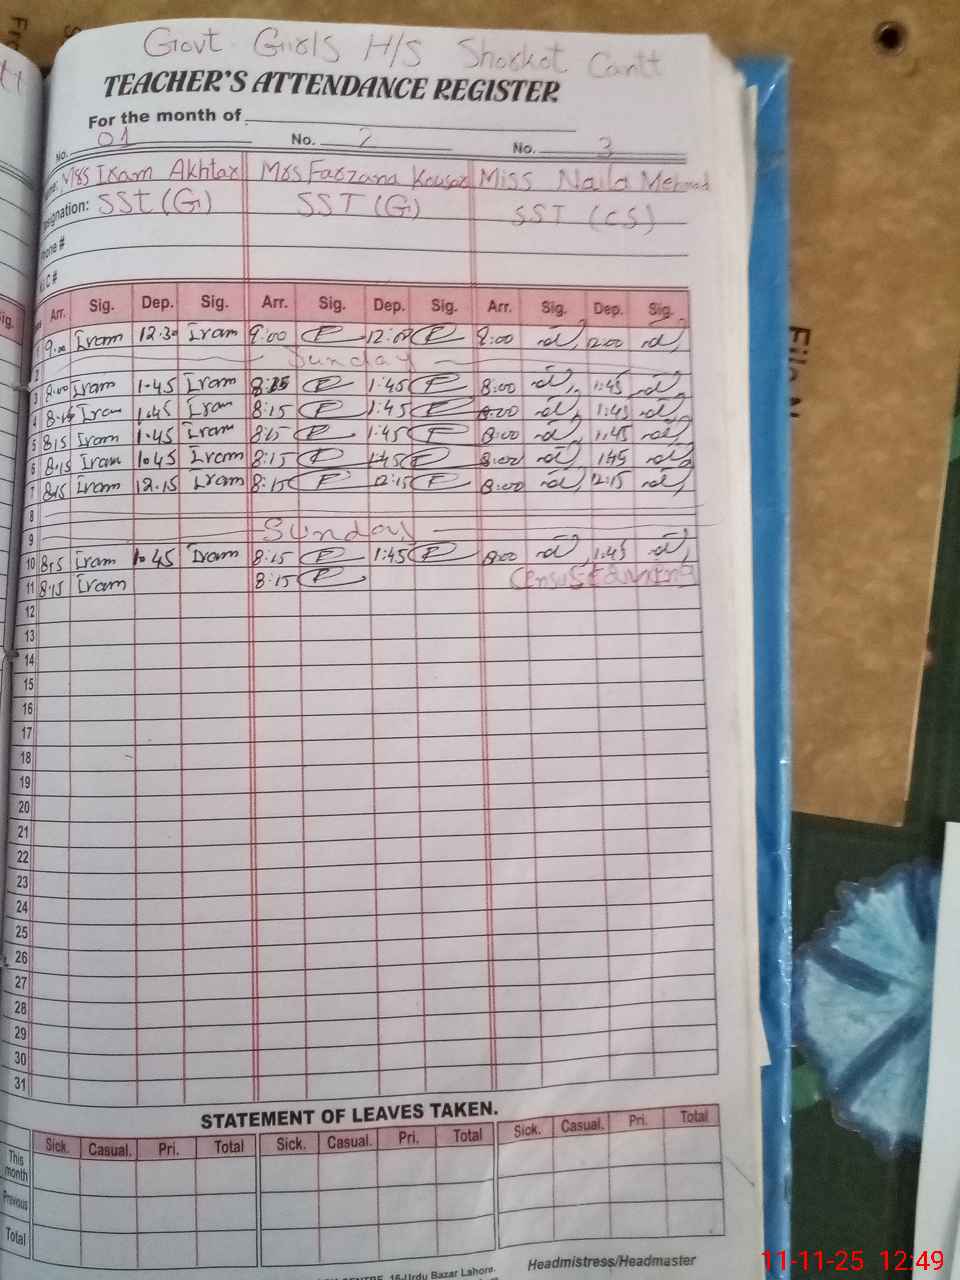 Govt. Girls H/S Shorkot Cantt
TEACHER'S ATTENDANCE REGISTER
For the month of
No. 01 No. 2 No. 3
Mrs Iram Akhtar Mrs Farzana Kousar Miss Naila Mehmood
Designation: SSt (G) SST (G) SST (CS)
Phone #
Arr. Sig. Dep. Sig. Arr. Sig. Dep. Sig. Arr. Sig. Dep. Sig.
1 9:00 Iram 12.30 Iram 9:00 12:00 8:00 12:00
2 Sunday
3 8:00 Iram 1.45 Iram 8:15 1:45 8:00 1:45
4 8.15 Iram 1.45 Iram 8:15 1:45 8:00 1:45
5 8.15 Iram 1.45 Iram 8:15 1:45 8:00 1:45
6 8.15 Iram 1.45 Iram 8:15 1:45 8:00 1:45
7 8.15 Iram 12.15 Iram 8:15 12:15 8:00 12:15
8
9 Sunday
10 8.15 Iram 1.45 Iram 8:15 1:45 8:00 1:45
11 8.15 Iram 8:15
12
13
14
15
16
17
18
19
20
21
22
23
24
25
26
27
28
29
30
31
STATEMENT OF LEAVES TAKEN.
Sick. Casual. Pri. Total Sick. Casual. Pri. Total Sick. Casual. Pri. Total
This month
Previous
Total
Headmistress/Headmaster
16-Urdu Bazar Lahore.
11-11-25 12:49